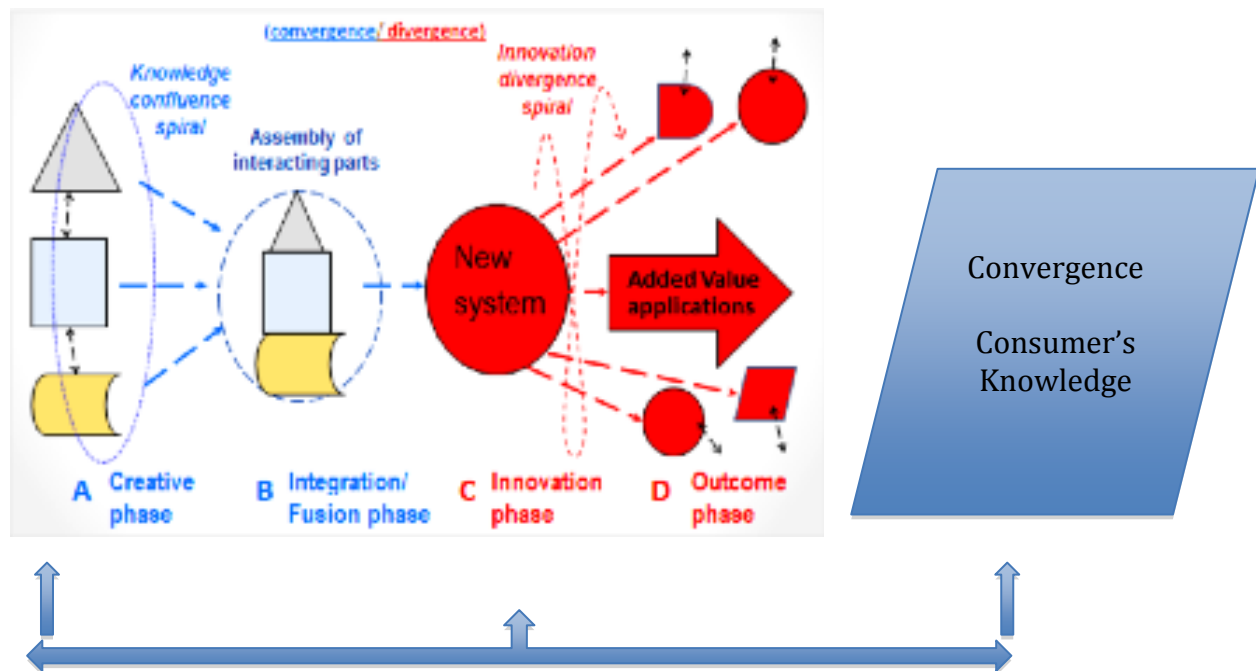 (convergence/ divergence)
Knowledge
confluence
spiral
Innovation
divergence
spiral
Assembly of
interacting parts
New
system
Added Value
applications
A Creative
phase
B Integration/
Fusion phase
C Innovation
phase
D Outcome
phase
Convergence
Consumer’s
Knowledge